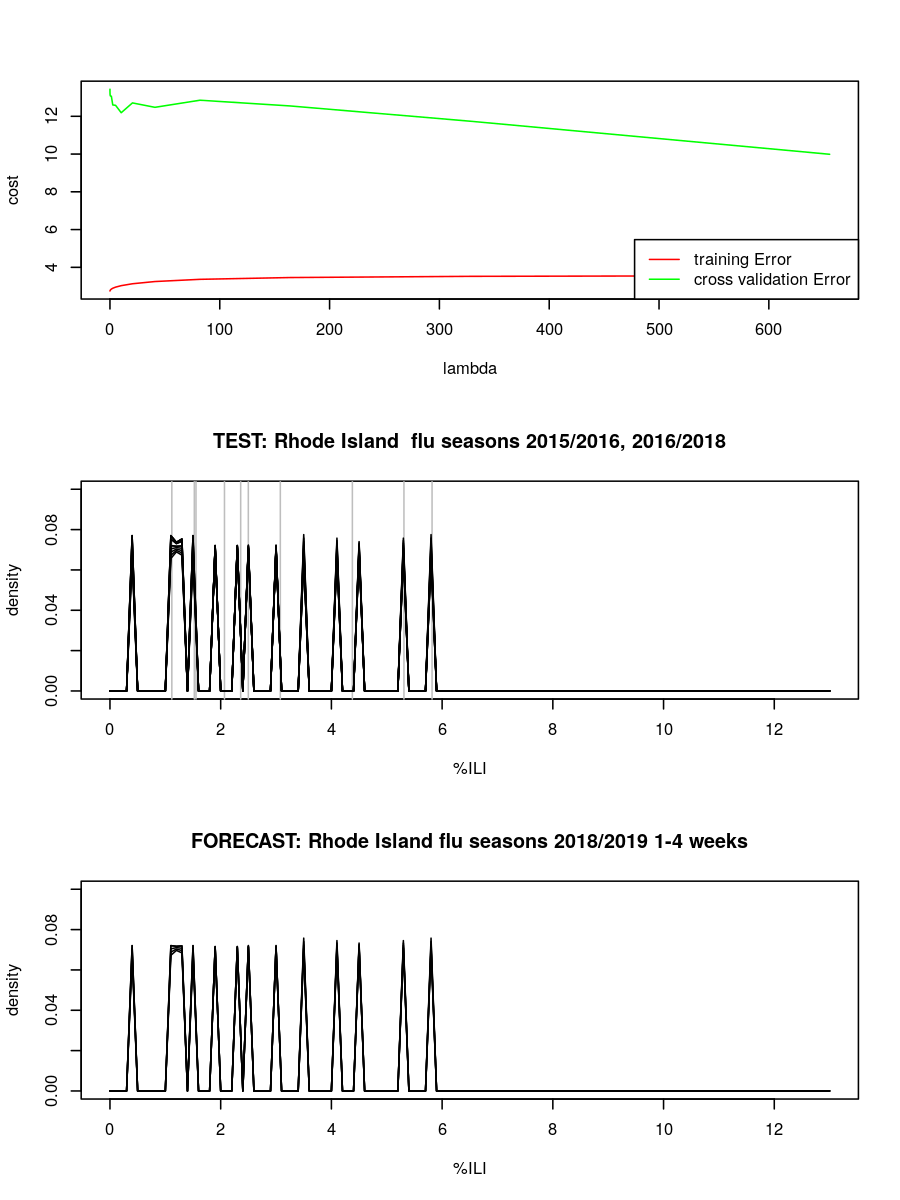 12
10
8
6
4
cost
training Error
cross validation Error
0 100 200 300 400 500 600
lambda
TEST: Rhode Island  flu seasons 2015/2016, 2016/2018
0.08
0.04
0.00
density
0 2 4 6 8 10 12
%ILI
FORECAST: Rhode Island flu seasons 2018/2019 1-4 weeks
0.08
0.04
0.00
density
0 2 4 6 8 10 12
%ILI